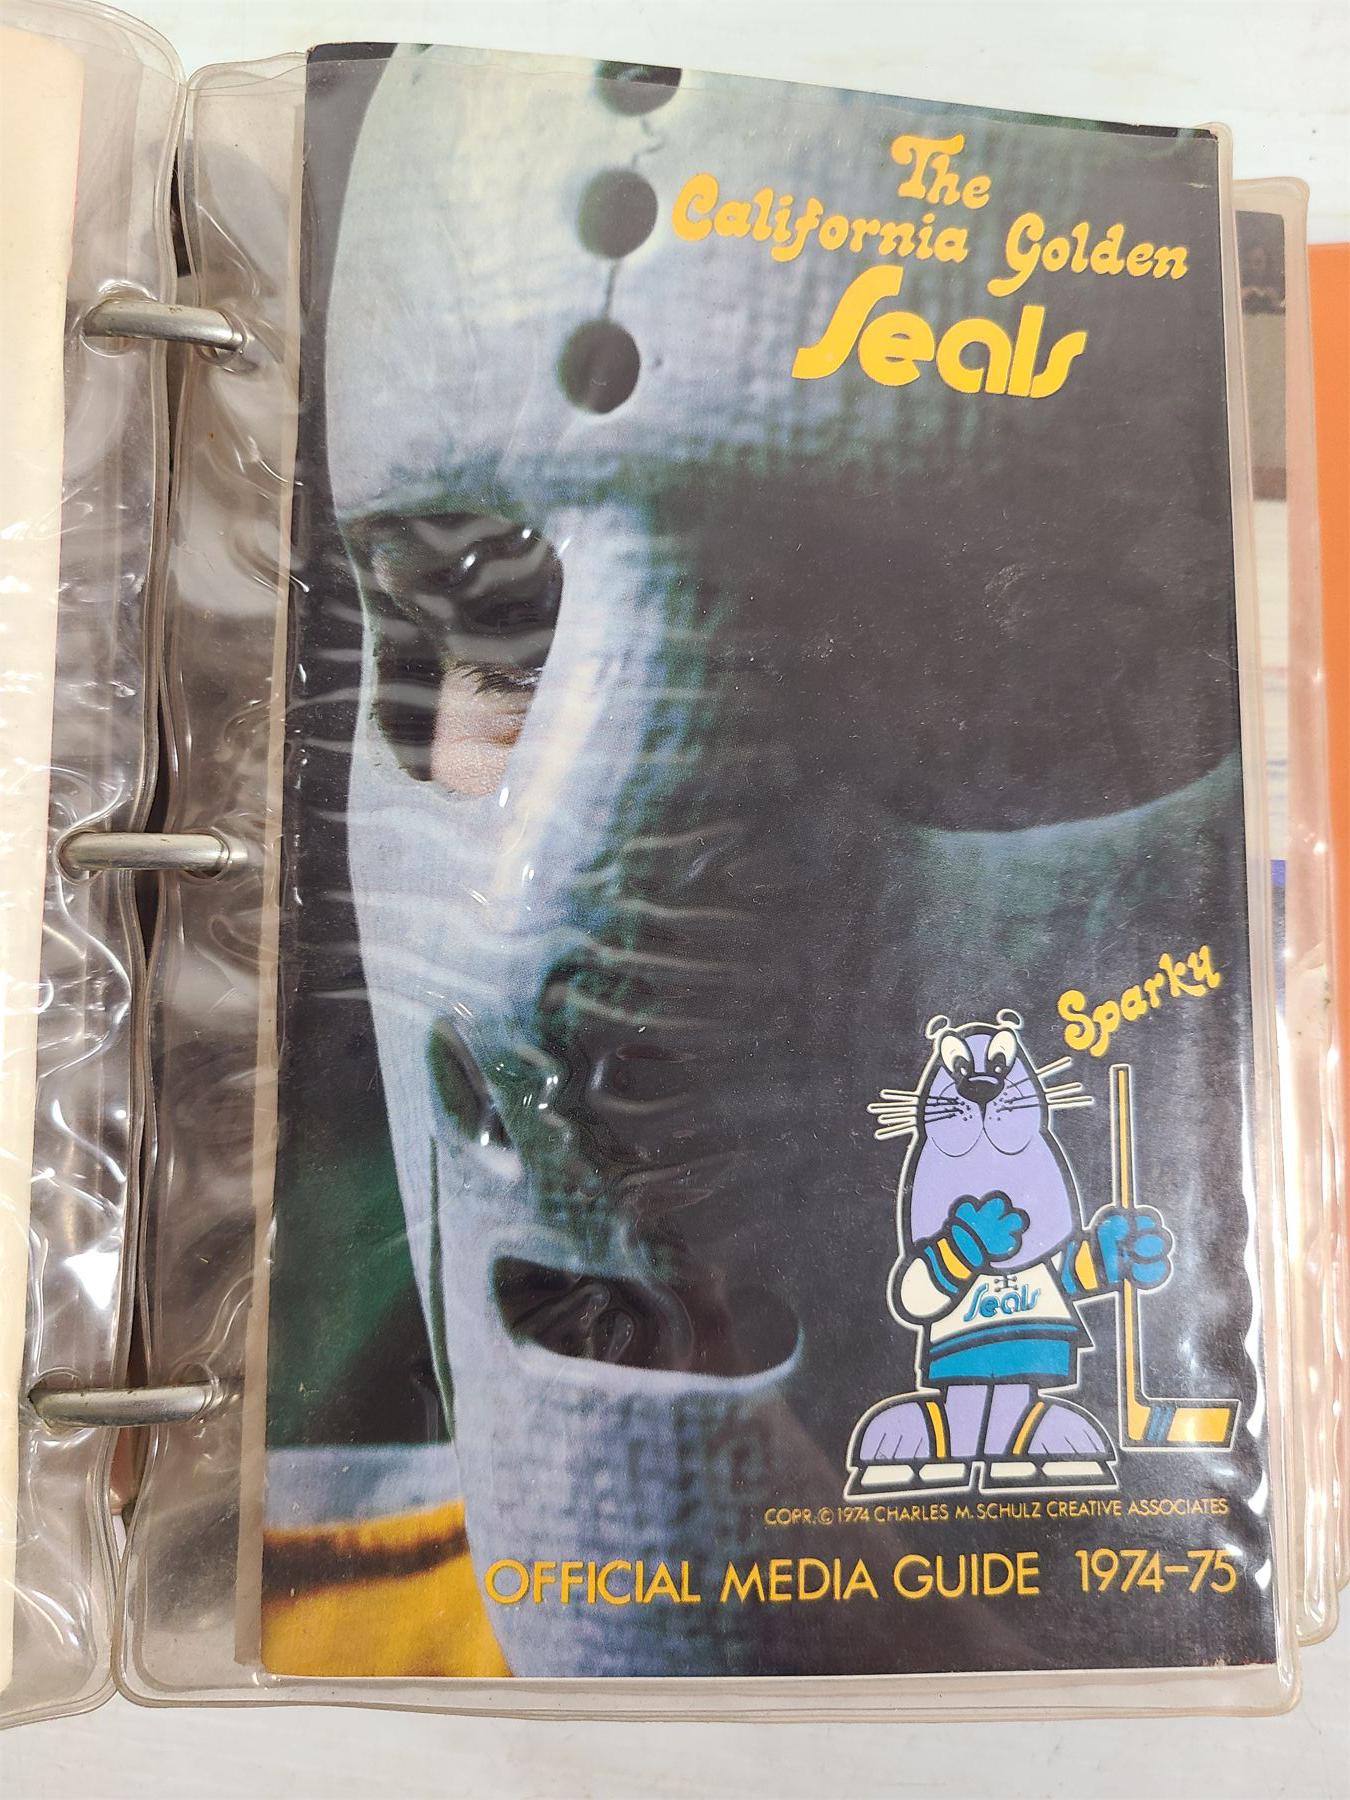 The
California Golden
Seals
Sparky
Seals
COPR. © 1974 CHARLES M. SCHULZ CREATIVE ASSOCIATES
OFFICIAL MEDIA GUIDE 1974-75